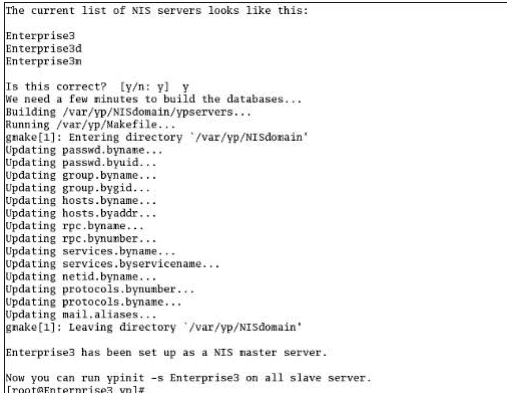 The current list of NIS servers looks like this:
Enterprise3
Enterprise3d
Enterprise3m
Is this correct?  [y/n: y]  y
We need a few minutes to build the databases...
Building /var/yp/NISdomain/ypservers...
Running /var/yp/Makefile...
gmake[1]: Entering directory `/var/yp/NISdomain'
Updating passwd.byname...
Updating passwd.byuid...
Updating group.byname...
Updating group.bygid...
Updating hosts.byname...
Updating hosts.byaddr...
Updating rpc.byname...
Updating rpc.bynumber...
Updating services.byname...
Updating services.byservicename...
Updating netid.byname...
Updating protocols.bynumber...
Updating protocols.byname...
Updating mail.aliases...
gmake[1]: Leaving directory `/var/yp/NISdomain'
Enterprise3 has been set up as a NIS master server.
Now you can run ypinit -s Enterprise3 on all slave server.
[root@Enterprise3 yp]#